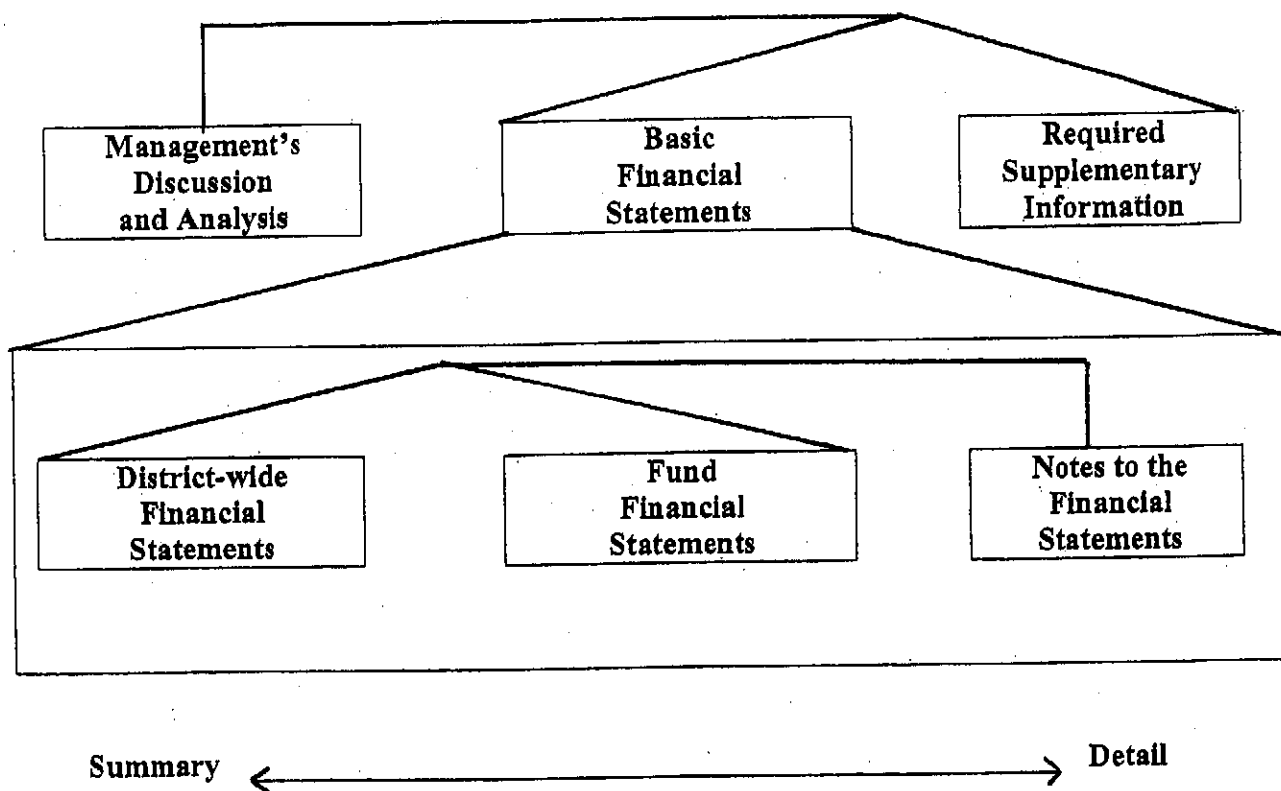 Management's
Discussion
and Analysis
Basic
Financial
Statements
Required
Supplementary
Information
District-wide
Financial
Statements
Fund
Financial
Statements
Notes to the
Financial
Statements
Summary
Detail